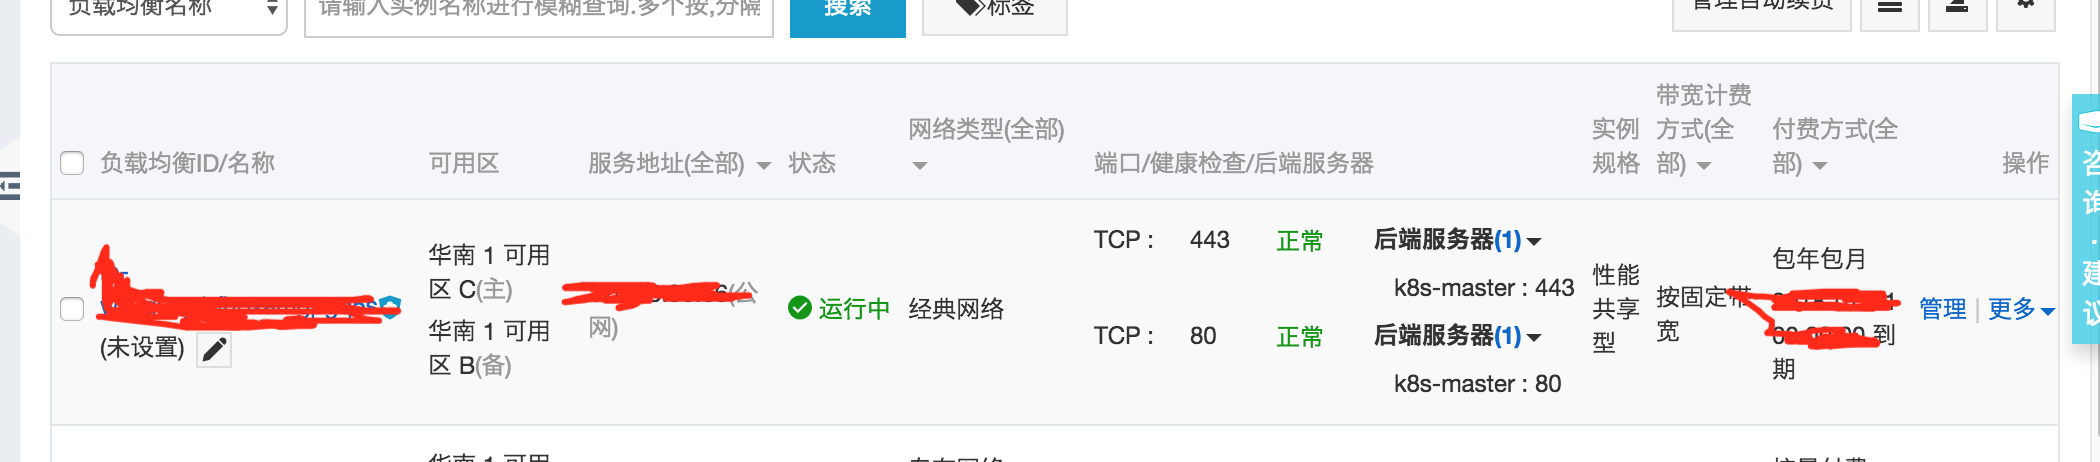 负载均衡名称
请输入实例名称进行模糊查询.多个按,分隔
搜索
标签
管理自动续费
负载均衡ID/名称
可用区
服务地址(全部)
状态
网络类型(全部)
端口/健康检查/后端服务器
实例
规格
带宽计费
方式(全
部)
付费方式(全
部)
操作
(未设置)
华南 1 可用
区 C(主)
华南 1 可用
区 B(备)
(公
网)
运行中
经典网络
TCP : 443 正常 后端服务器(1)
k8s-master : 443
TCP : 80 正常 后端服务器(1)
k8s-master : 80
性能
共享
型
按固定带
宽
包年包月
到
期
管理
更多
咨
询
·
建
议
华南 1 可用